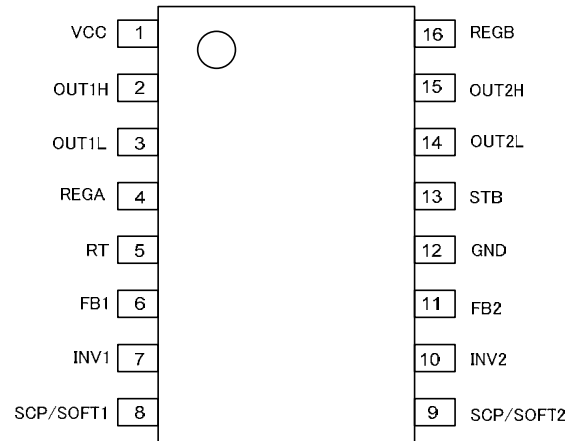 VCC 1 16 REGB
OUT1H 2 15 OUT2H
OUT1L 3 14 OUT2L
REGA 4 13 STB
RT 5 12 GND
FB1 6 11 FB2
INV1 7 10 INV2
SCP/SOFT1 8 9 SCP/SOFT2